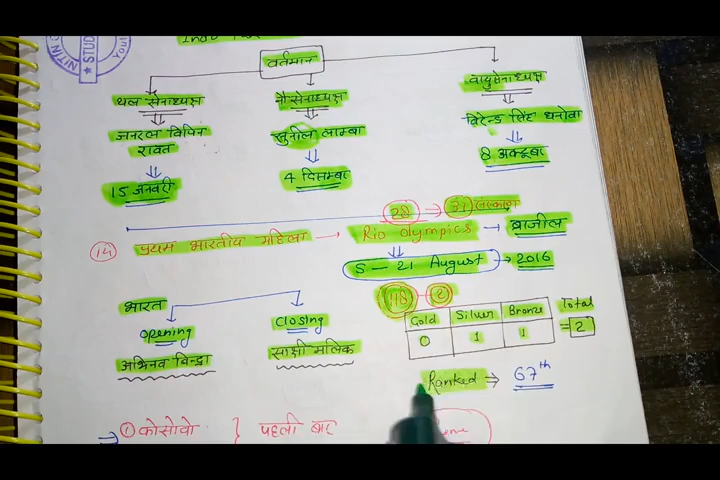 वर्तमान
थल सेनाध्यक्ष
नौसेनाध्यक्ष
वायुसेनाध्यक्ष
जनरल विपिन रावत
सुनील लाम्बा
विरेन्द्र सिंह धनोवा
15 जनवरी
4 दिसम्बर
8 अक्टूबर
28 ⇒ 31
14 प्रथम भारतीय महिला → Rio Olympics → ब्राजील
5 - 21 August → 2016
118 - 2
भारत
Opening
Closing
अभिनव बिन्द्रा
साक्षी मलिक
Gold Silver Bronze Total
0 1 1 = 2
Ranked → 67th
⇒ 1 कोसोवो } पहली बार